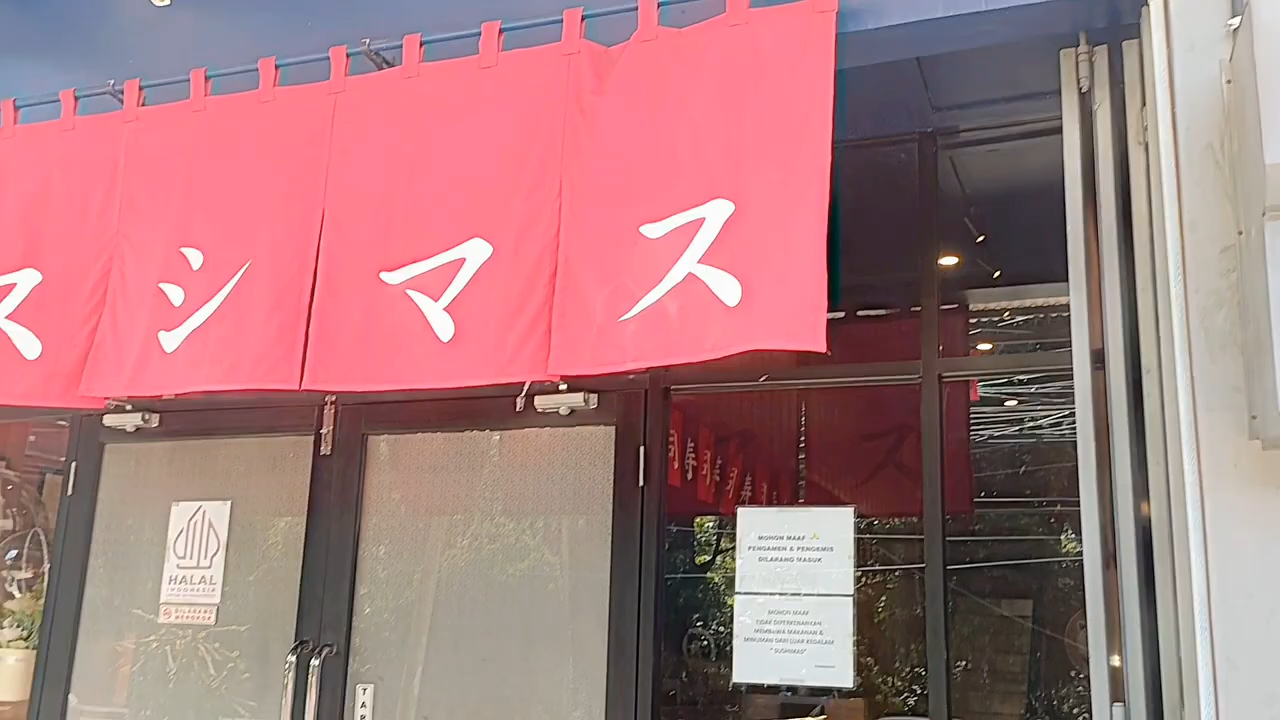 シマス
HALAL
INDONESIA
DILARANG
MEROKOK
MOHON MAAF
PENGAMEN & PENGEMIS
DILARANG MASUK
MOHON MAAF
TIDAK DIPERKENANKAN
MEMBAWA MAKANAN &
MINUMAN DARI LUAR KEDALAM
"SUSHIMAS"